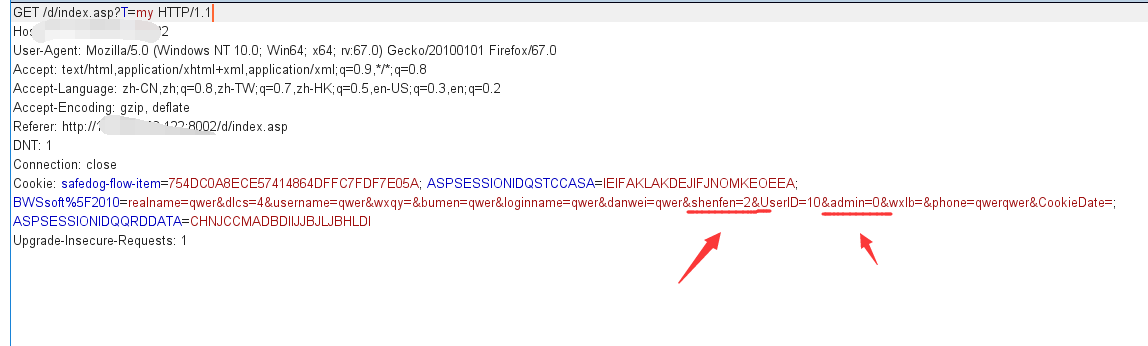 GET /d/index.asp?T=my HTTP/1.1
Hos
User-Agent: Mozilla/5.0 (Windows NT 10.0; Win64; x64; rv:67.0) Gecko/20100101 Firefox/67.0
Accept: text/html,application/xhtml+xml,application/xml;q=0.9,*/*;q=0.8
Accept-Language: zh-CN,zh;q=0.8,zh-TW;q=0.7,zh-HK;q=0.5,en-US;q=0.3,en;q=0.2
Accept-Encoding: gzip, deflate
Referer: http://122:8002/d/index.asp
DNT: 1
Connection: close
Cookie: safedog-flow-item=754DC0A8ECE57414864DFFC7FDF7E05A; ASPSESSIONIDQSTCCASA=IEIFAKLAKDEJIFJNOMKEOEEA;
BWSsoft%5F2010=realname=qwer&dlcs=4&username=qwer&wxqy=&bumen=qwer&loginname=qwer&danwei=qwer&shenfen=2&UserID=10&admin=0&wxlb=&phone=qwerqwer&CookieDate=;
ASPSESSIONIDQQRDDATA=CHNJCCMADBDIIJJBJLJBHLDI
Upgrade-Insecure-Requests: 1